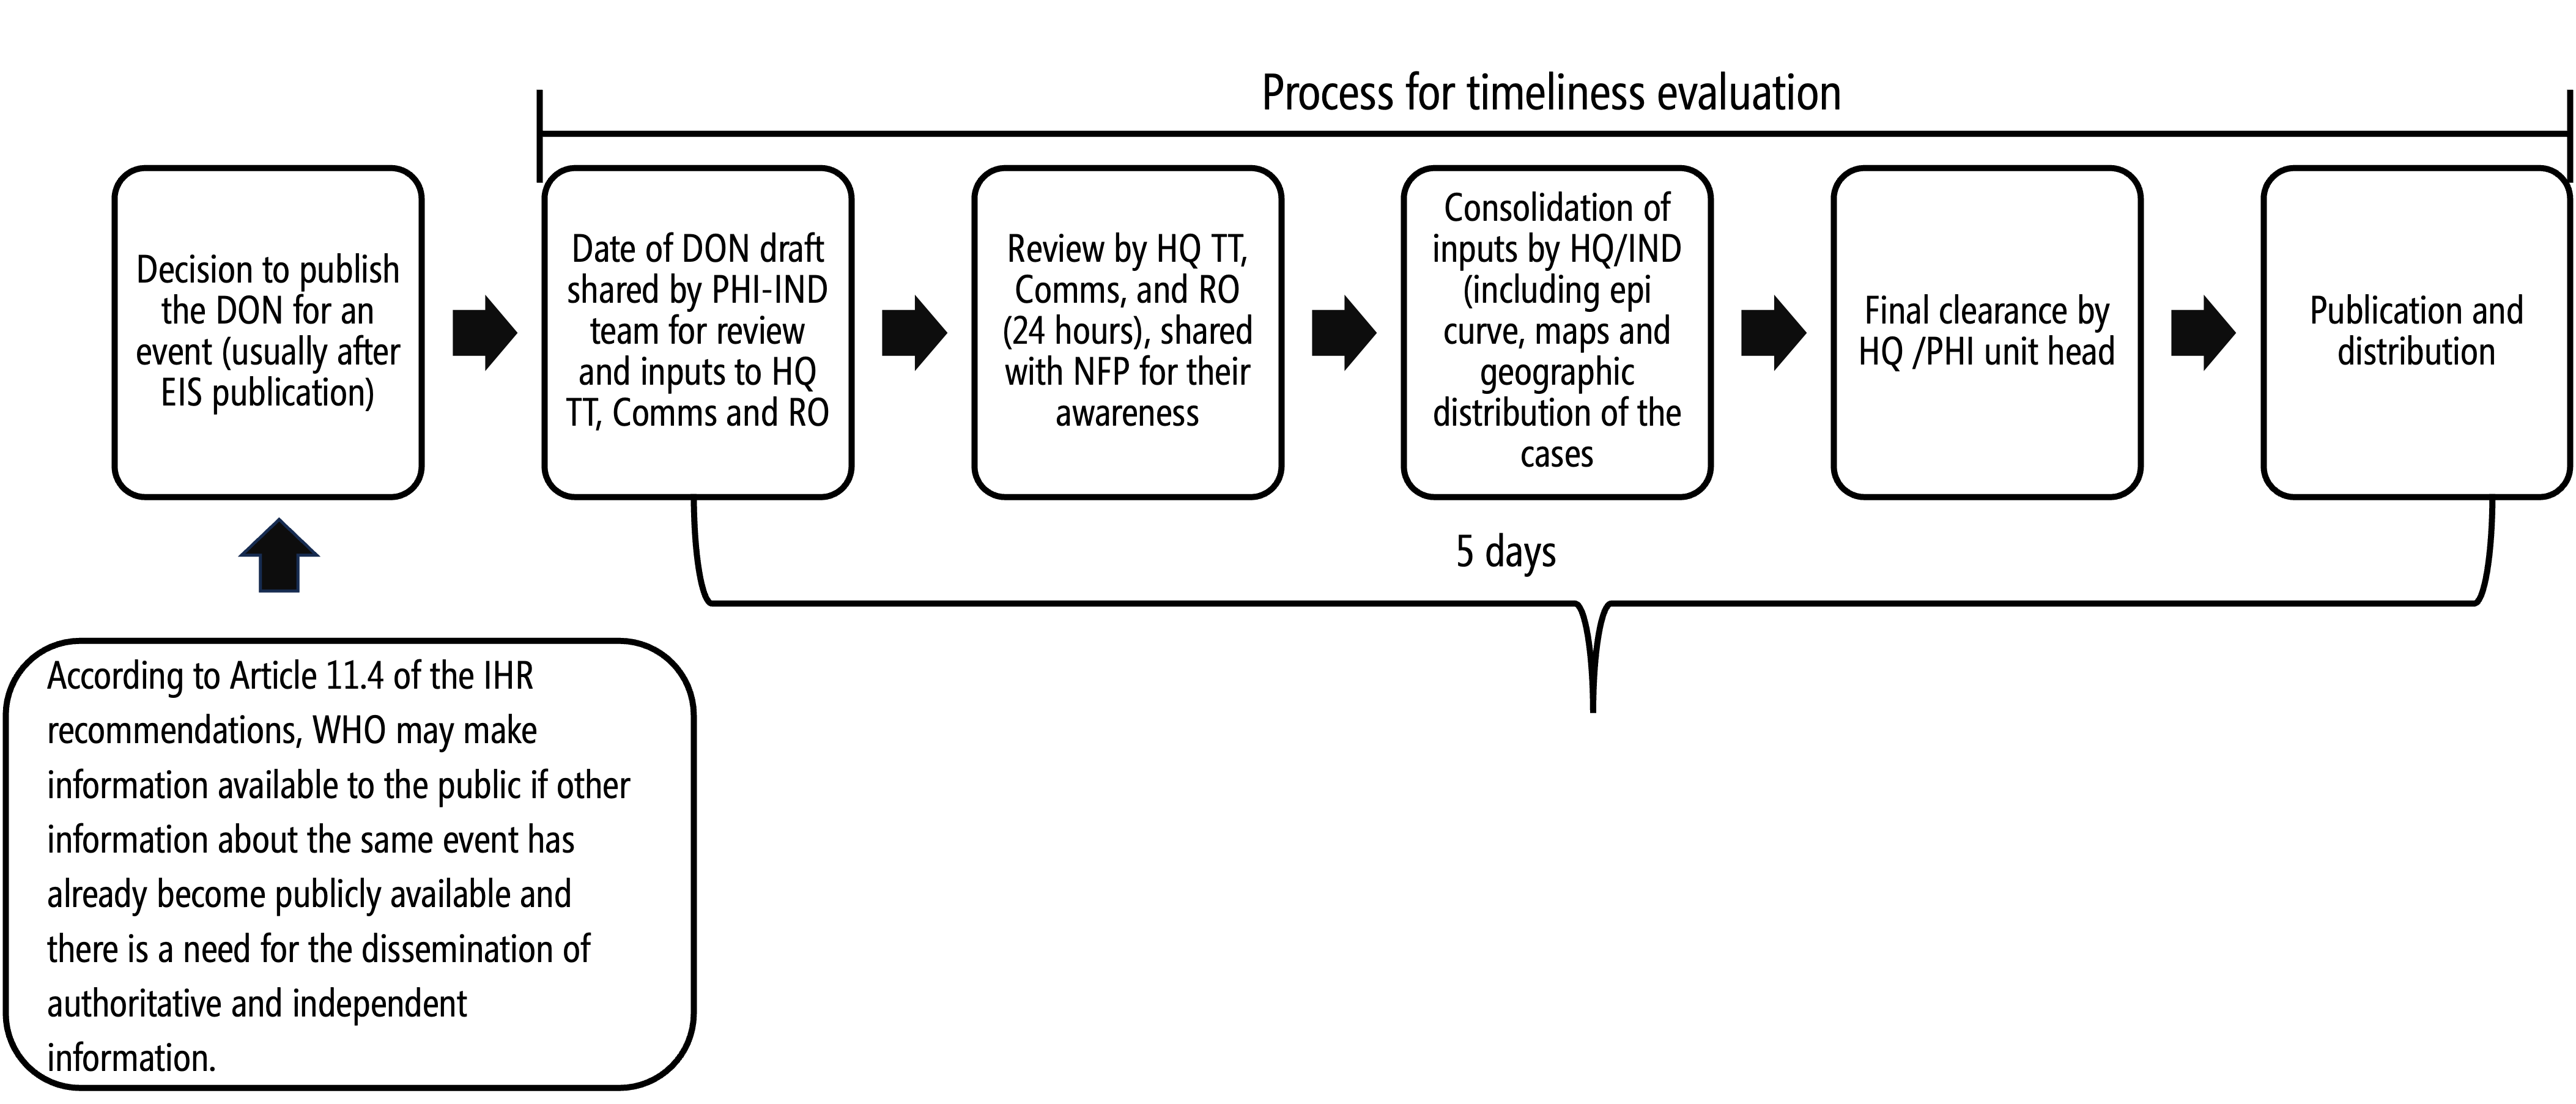 Process for timeliness evaluation
Decision to publish
the DON for an
event (usually after
EIS publication)
Date of DON draft
shared by PHI-IND
team for review
and inputs to HQ
TT, Comms and RO
Review by HQ TT,
Comms, and RO
(24 hours), shared
with NFP for their
awareness
Consolidation of
inputs by HQ/IND
(including epi
curve, maps and
geographic
distribution of the
cases
Final clearance by
HQ /PHI unit head
Publication and
distribution
5 days
According to Article 11.4 of the IHR
recommendations, WHO may make
information available to the public if other
information about the same event has
already become publicly available and
there is a need for the dissemination of
authoritative and independent
information.